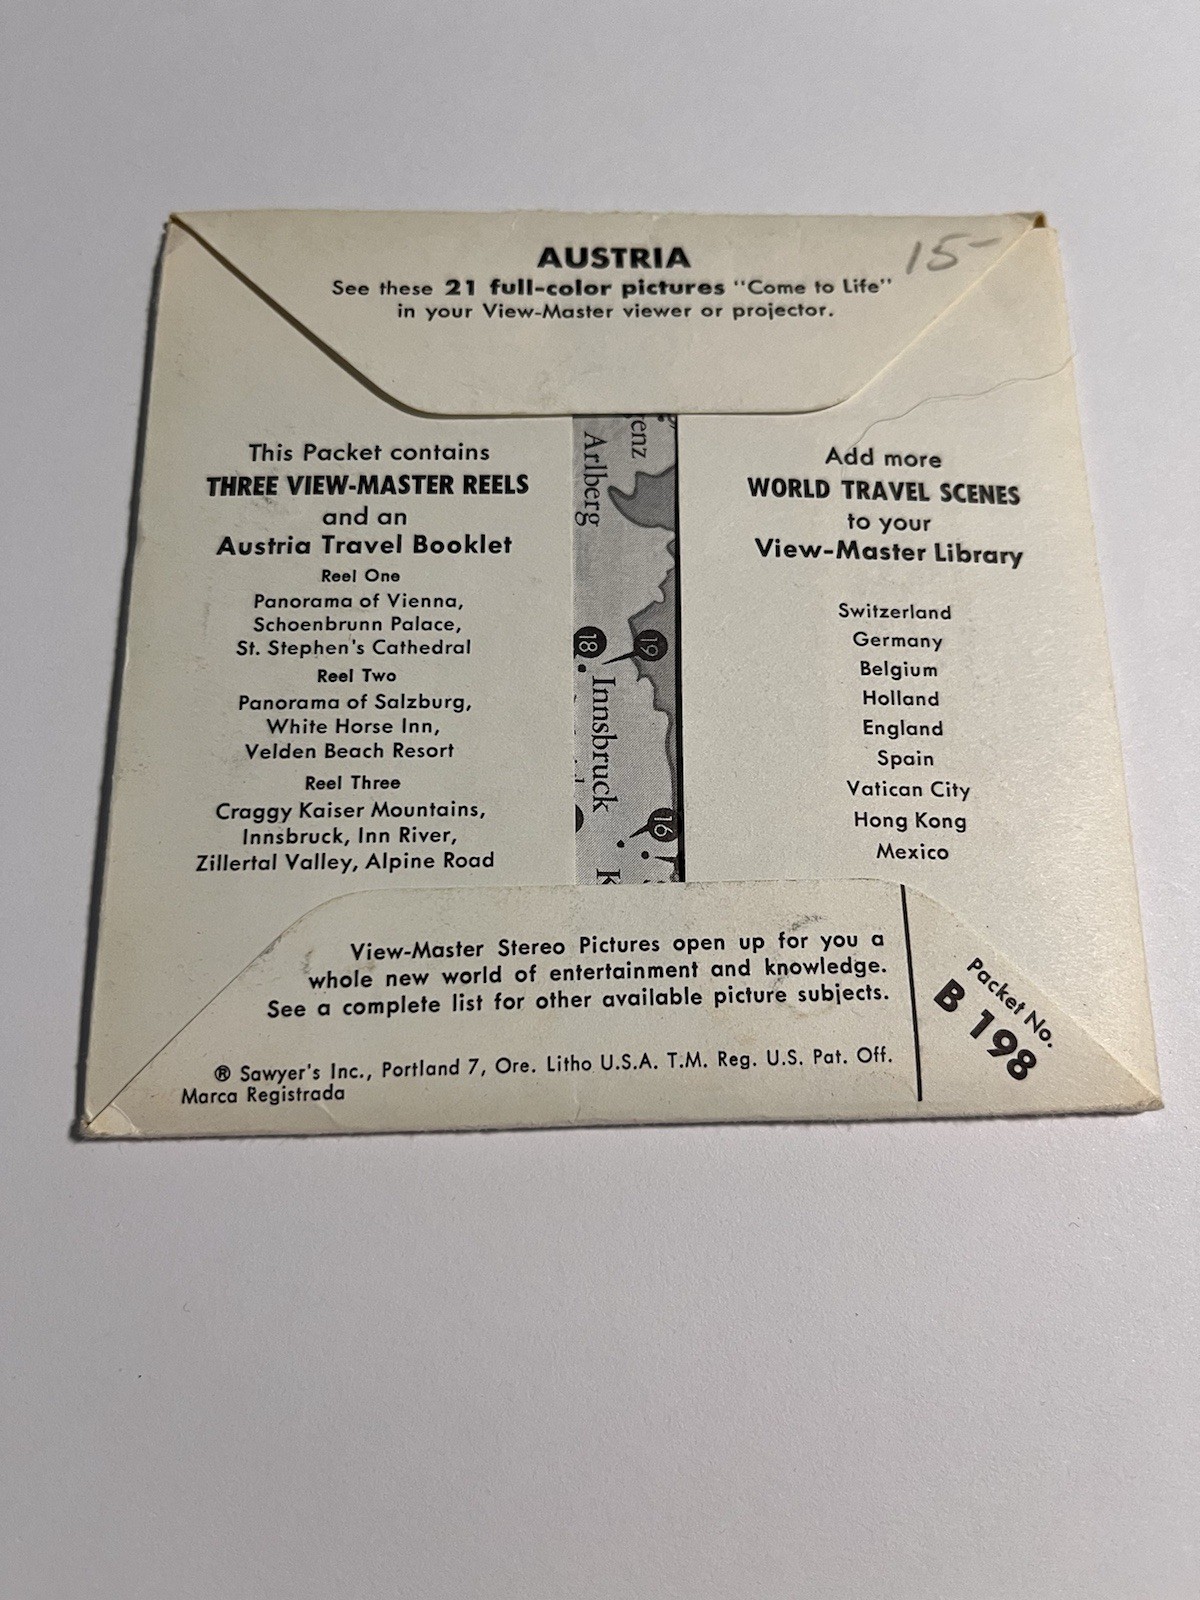 AUSTRIA
15-
See these 21 full-color pictures "Come to Life"
in your View-Master viewer or projector.
This Packet contains
THREE VIEW-MASTER REELS
and an
Austria Travel Booklet
Reel One
Panorama of Vienna,
Schoenbrunn Palace,
St. Stephen's Cathedral
Reel Two
Panorama of Salzburg,
White Horse Inn,
Velden Beach Resort
Reel Three
Craggy Kaiser Mountains,
Innsbruck, Inn River,
Zillertal Valley, Alpine Road
enz
Arlberg
18
19
Innsbruck
16
K
Add more
WORLD TRAVEL SCENES
to your
View-Master Library
Switzerland
Germany
Belgium
Holland
England
Spain
Vatican City
Hong Kong
Mexico
View-Master Stereo Pictures open up for you a
whole new world of entertainment and knowledge.
See a complete list for other available picture subjects.
® Sawyer's Inc., Portland 7, Ore. Litho U.S.A. T.M. Reg. U.S. Pat. Off.
Marca Registrada
Packet No.
B 198